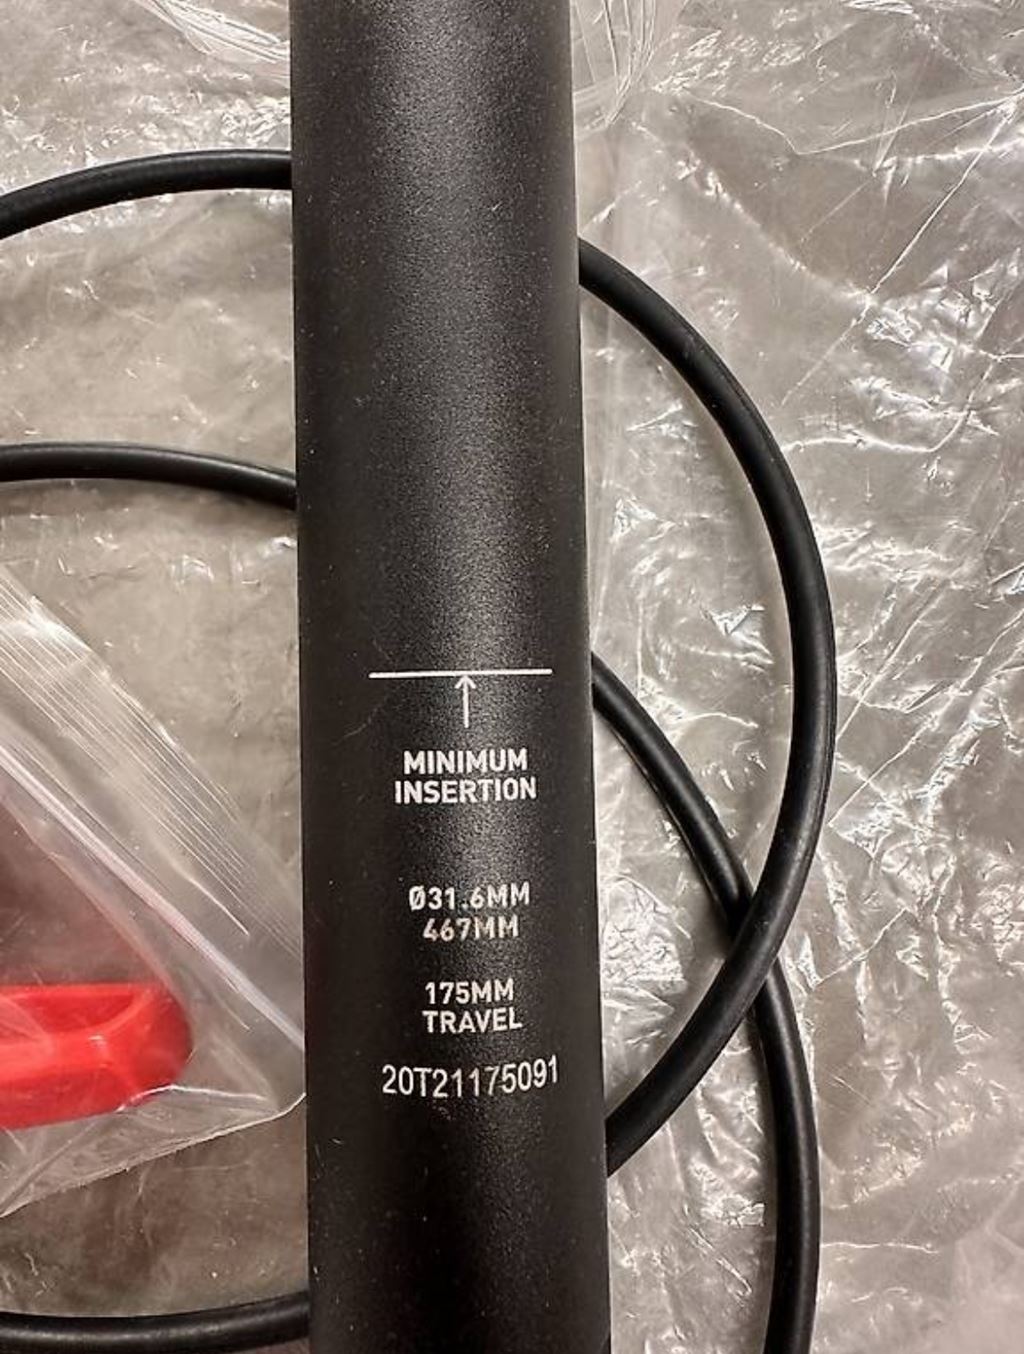 MINIMUM
INSERTION
Ø31.6MM
467MM
175MM
TRAVEL
20T21175091